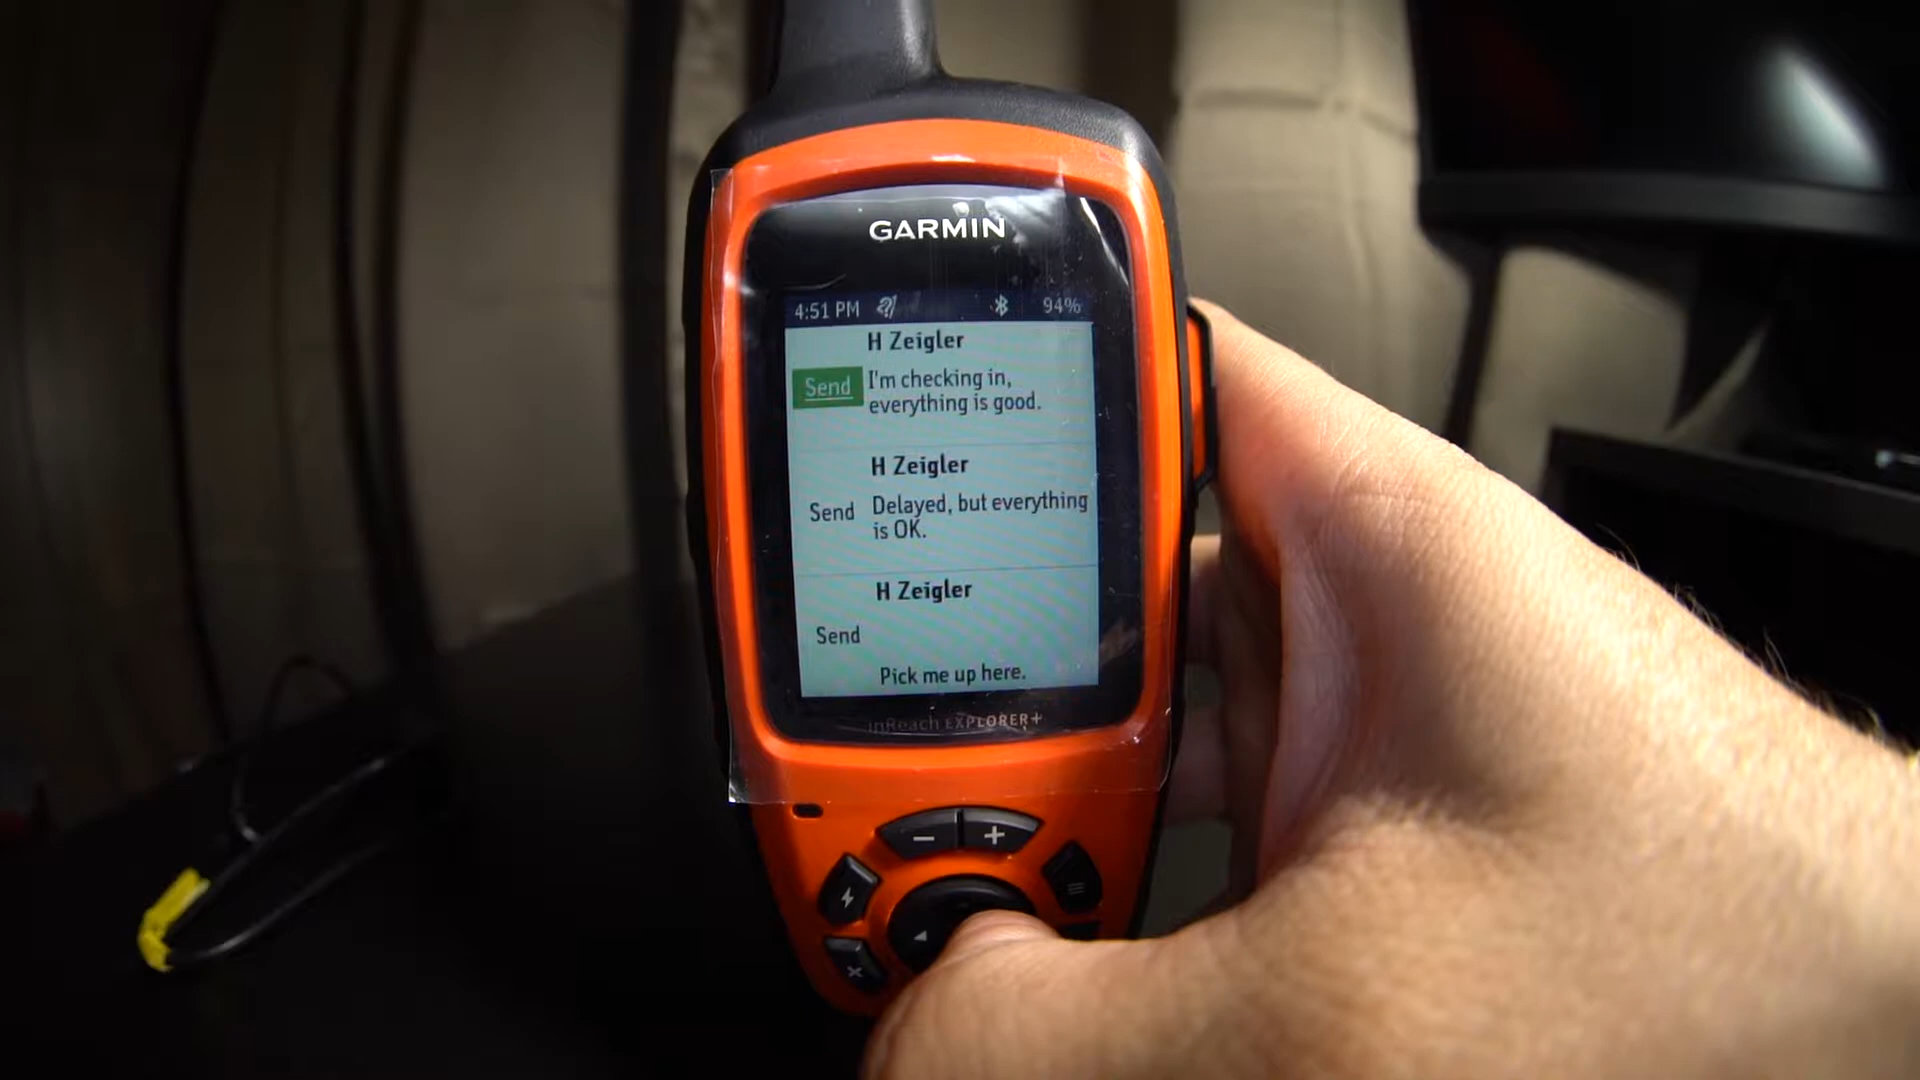 GARMIN
4:51 PM 94%
H Zeigler
Send I'm checking in,
everything is good.
H Zeigler
Send Delayed, but everything
is OK.
H Zeigler
Send
Pick me up here.
inReach EXPLORER+